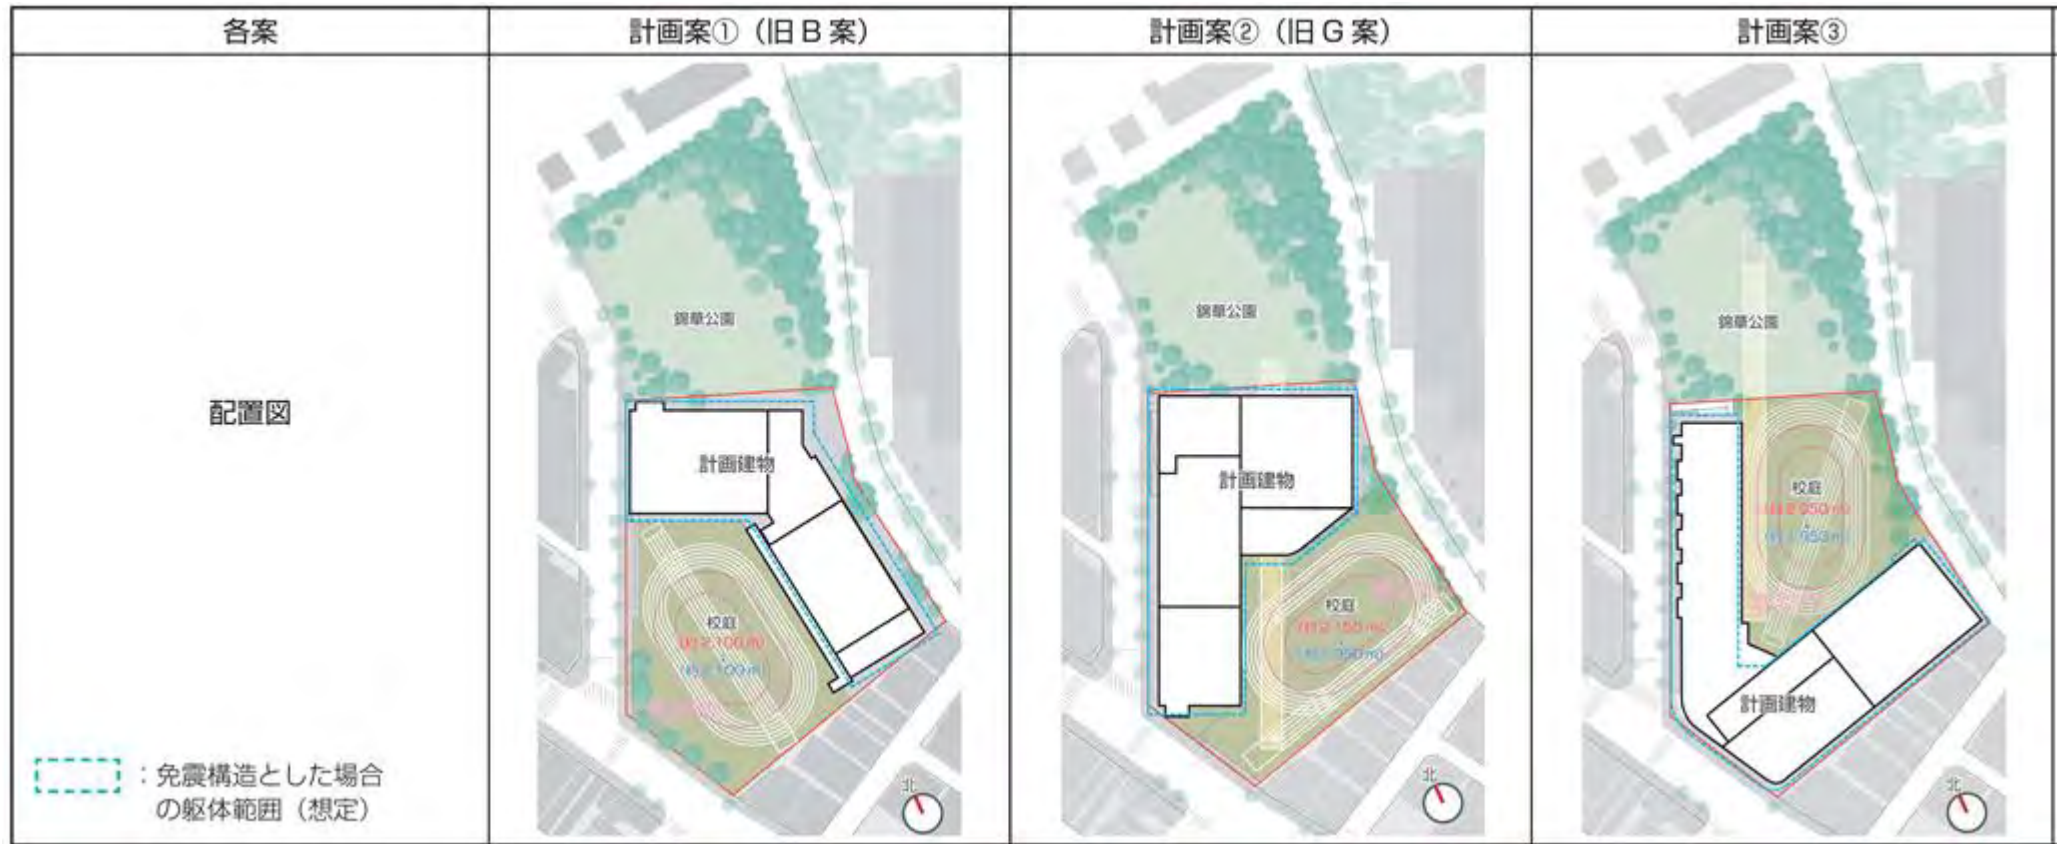 各案
計画案①（旧 B 案）
計画案②（旧 G 案）
計画案③
配置図
：免震構造とした場合
の躯体範囲（想定）
錦華公園
計画建物
校庭
北
錦華公園
計画建物
校庭
北
錦華公園
校庭
計画建物
北